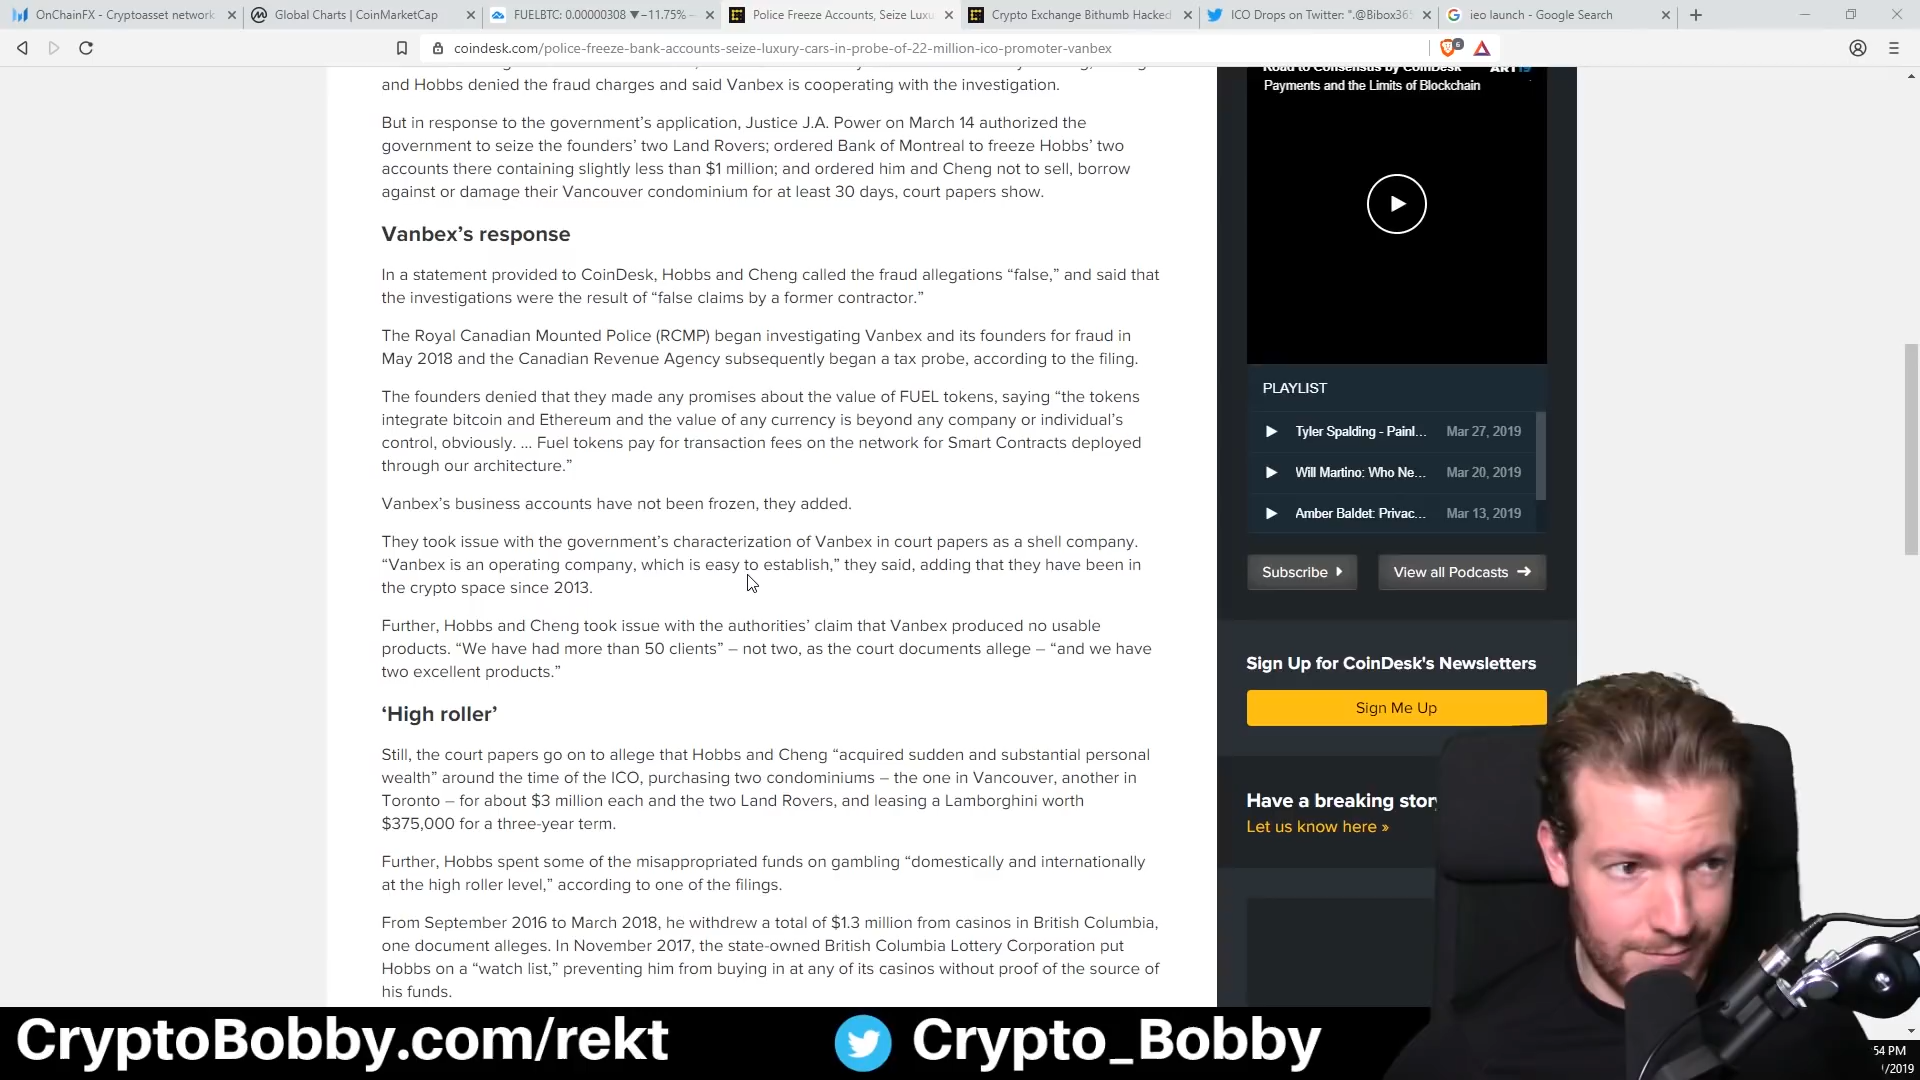 OnChainFX - Cryptoasset network
Global Charts | CoinMarketCap
FUELBTC: 0.00000308 ▼−11.75%
Police Freeze Accounts, Seize Luxu
Crypto Exchange Bithumb Hacked
ICO Drops on Twitter: ".@Bibox365
ieo launch - Google Search
coindesk.com/police-freeze-bank-accounts-seize-luxury-cars-in-probe-of-22-million-ico-promoter-vanbex
6
and Hobbs denied the fraud charges and said Vanbex is cooperating with the investigation.
But in response to the government’s application, Justice J.A. Power on March 14 authorized the
government to seize the founders’ two Land Rovers; ordered Bank of Montreal to freeze Hobbs’ two
accounts there containing slightly less than $1 million; and ordered him and Cheng not to sell, borrow
against or damage their Vancouver condominium for at least 30 days, court papers show.
Vanbex’s response
In a statement provided to CoinDesk, Hobbs and Cheng called the fraud allegations “false,” and said that
the investigations were the result of “false claims by a former contractor.”
The Royal Canadian Mounted Police (RCMP) began investigating Vanbex and its founders for fraud in
May 2018 and the Canadian Revenue Agency subsequently began a tax probe, according to the filing.
The founders denied that they made any promises about the value of FUEL tokens, saying “the tokens
integrate bitcoin and Ethereum and the value of any currency is beyond any company or individual’s
control, obviously. … Fuel tokens pay for transaction fees on the network for Smart Contracts deployed
through our architecture.”
Vanbex’s business accounts have not been frozen, they added.
They took issue with the government’s characterization of Vanbex in court papers as a shell company.
“Vanbex is an operating company, which is easy to establish,” they said, adding that they have been in
the crypto space since 2013.
Further, Hobbs and Cheng took issue with the authorities’ claim that Vanbex produced no usable
products. “We have had more than 50 clients” – not two, as the court documents allege – “and we have
two excellent products.”
‘High roller’
Still, the court papers go on to allege that Hobbs and Cheng “acquired sudden and substantial personal
wealth” around the time of the ICO, purchasing two condominiums – the one in Vancouver, another in
Toronto – for about $3 million each and the two Land Rovers, and leasing a Lamborghini worth
$375,000 for a three-year term.
Further, Hobbs spent some of the misappropriated funds on gambling “domestically and internationally
at the high roller level,” according to one of the filings.
From September 2016 to March 2018, he withdrew a total of $1.3 million from casinos in British Columbia,
one document alleges. In November 2017, the state-owned British Columbia Lottery Corporation put
Hobbs on a “watch list,” preventing him from buying in at any of its casinos without proof of the source of
his funds.
Road to Consensus by CoinDesk
ART19
Payments and the Limits of Blockchain
PLAYLIST
Tyler Spalding - Painl... Mar 27, 2019
Will Martino: Who Ne... Mar 20, 2019
Amber Baldet: Privac... Mar 13, 2019
Subscribe
View all Podcasts →
Sign Up for CoinDesk's Newsletters
Sign Me Up
Have a breaking story
Let us know here »
CryptoBobby.com/rekt
Crypto_Bobby
54 PM
/2019